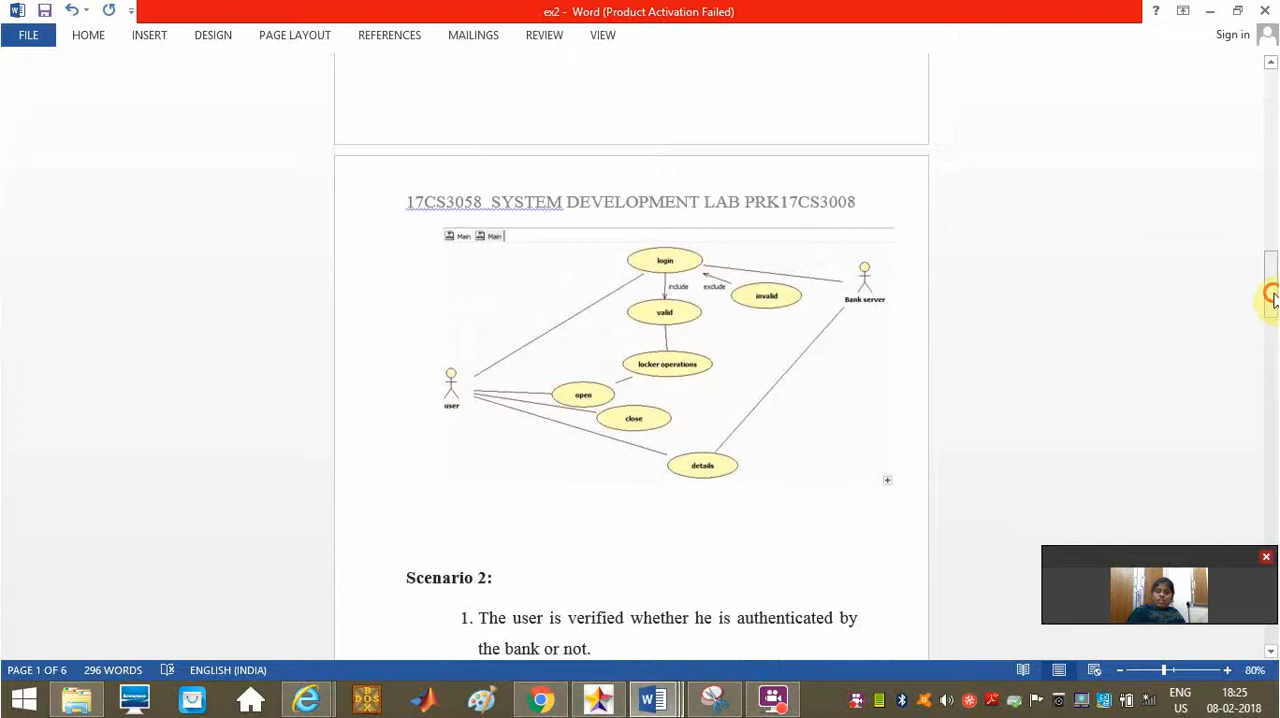 ex2 - Word (Product Activation Failed)
?
FILE HOME INSERT DESIGN PAGE LAYOUT REFERENCES MAILINGS REVIEW VIEW Sign in
17CS3058 SYSTEM DEVELOPMENT LAB PRK17CS3008
Main Main
login
include exclude
invalid
Bank server
valid
locker operations
user
open
close
details
Scenario 2:
1. The user is verified whether he is authenticated by
the bank or not.
PAGE 1 OF 6 296 WORDS ENGLISH (INDIA) 80%
ENG 18:25
US 08-02-2018